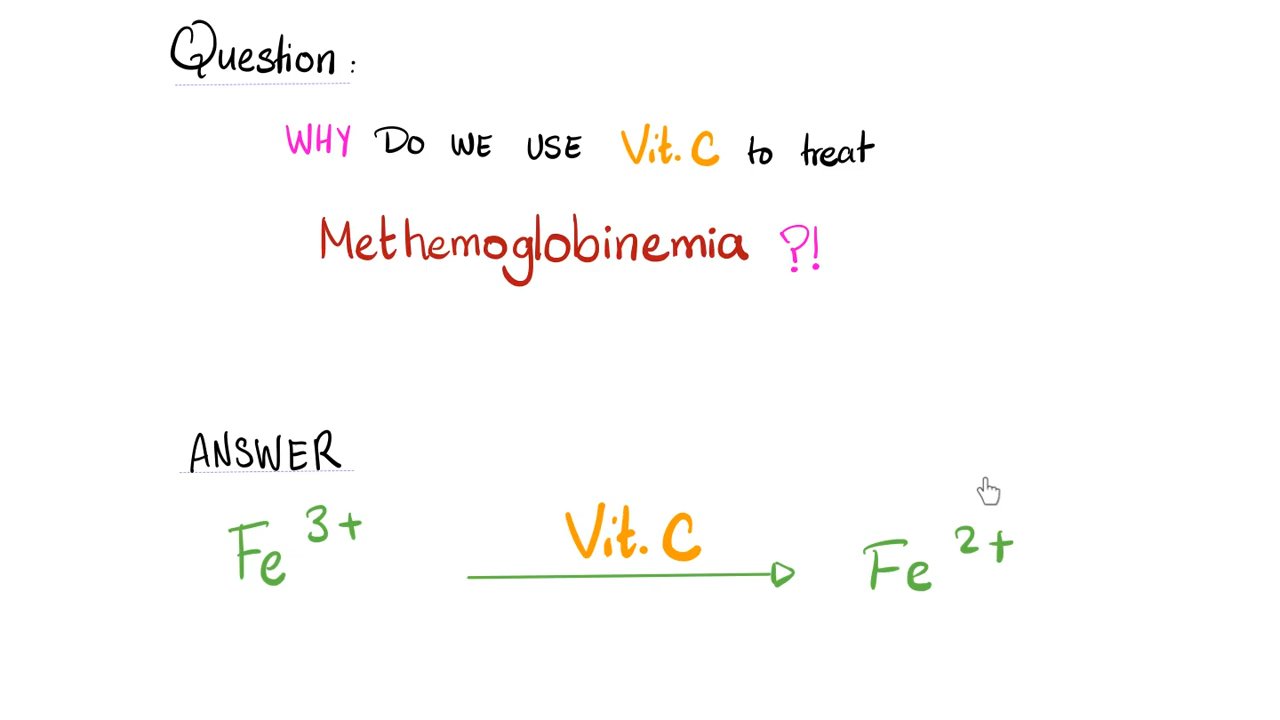 Question:
WHY DO WE USE Vit. C to treat
Methemoglobinemia ?!
ANSWER
Fe 3+ Vit. C Fe 2+